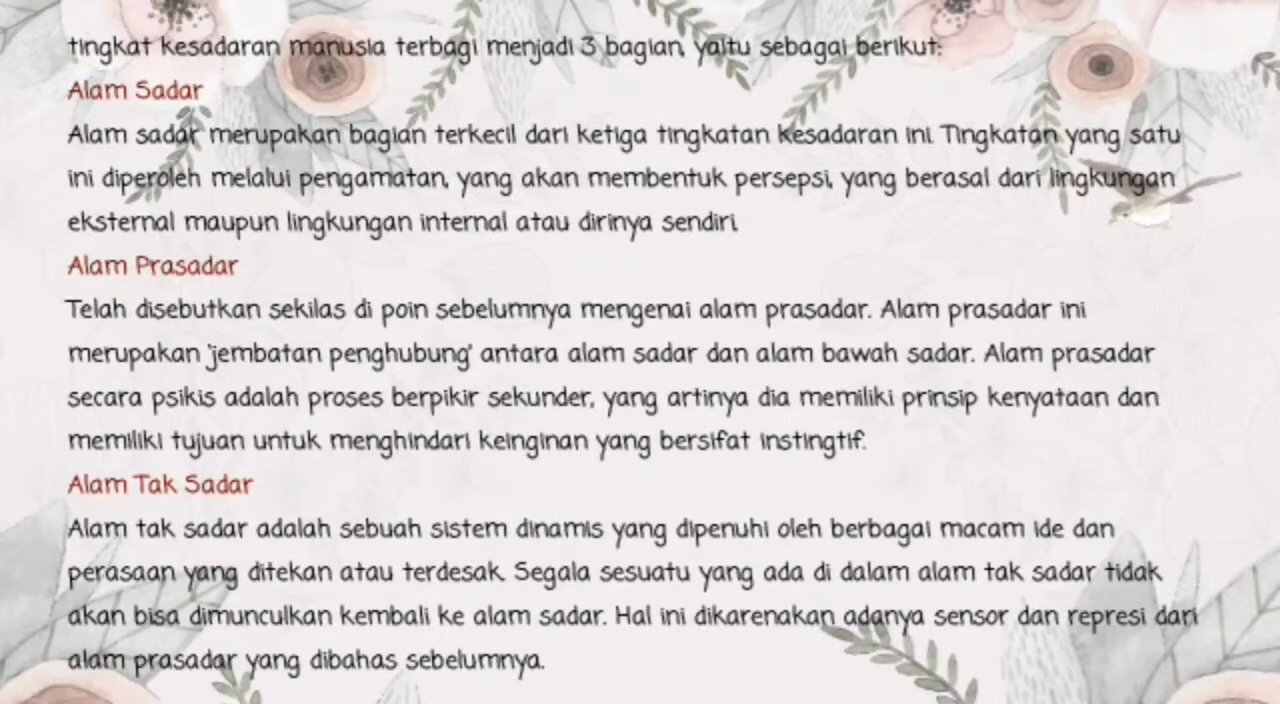 tingkat kesadaran manusia terbagi menjadi 3 bagian, yaitu sebagai berikut:
Alam Sadar
Alam sadar merupakan bagian terkecil dari ketiga tingkatan kesadaran ini. Tingkatan yang satu
ini diperoleh melalui pengamatan, yang akan membentuk persepsi, yang berasal dari lingkungan
eksternal maupun lingkungan internal atau dirinya sendiri.
Alam Prasadar
Telah disebutkan sekilas di poin sebelumnya mengenai alam prasadar. Alam prasadar ini
merupakan 'jembatan penghubung' antara alam sadar dan alam bawah sadar. Alam prasadar
secara psikis adalah proses berpikir sekunder, yang artinya dia memiliki prinsip kenyataan dan
memiliki tujuan untuk menghindari keinginan yang bersifat instingtif.
Alam Tak Sadar
Alam tak sadar adalah sebuah sistem dinamis yang dipenuhi oleh berbagai macam ide dan
perasaan yang ditekan atau terdesak. Segala sesuatu yang ada di dalam alam tak sadar tidak
akan bisa dimunculkan kembali ke alam sadar. Hal ini dikarenakan adanya sensor dan represi dari
alam prasadar yang dibahas sebelumnya.